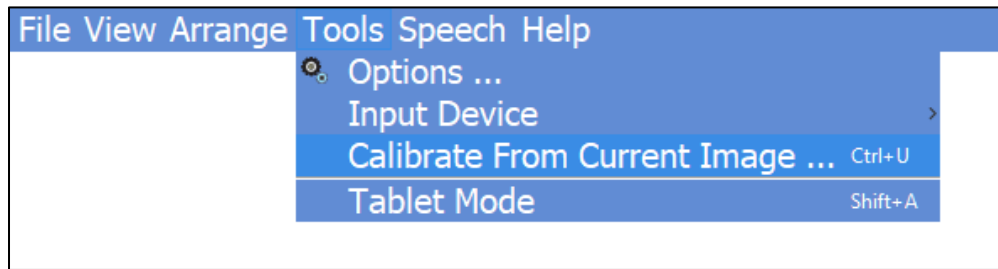 File View Arrange Tools Speech Help
Options ...
Input Device
Calibrate From Current Image ... Ctrl+U
Tablet Mode Shift+A